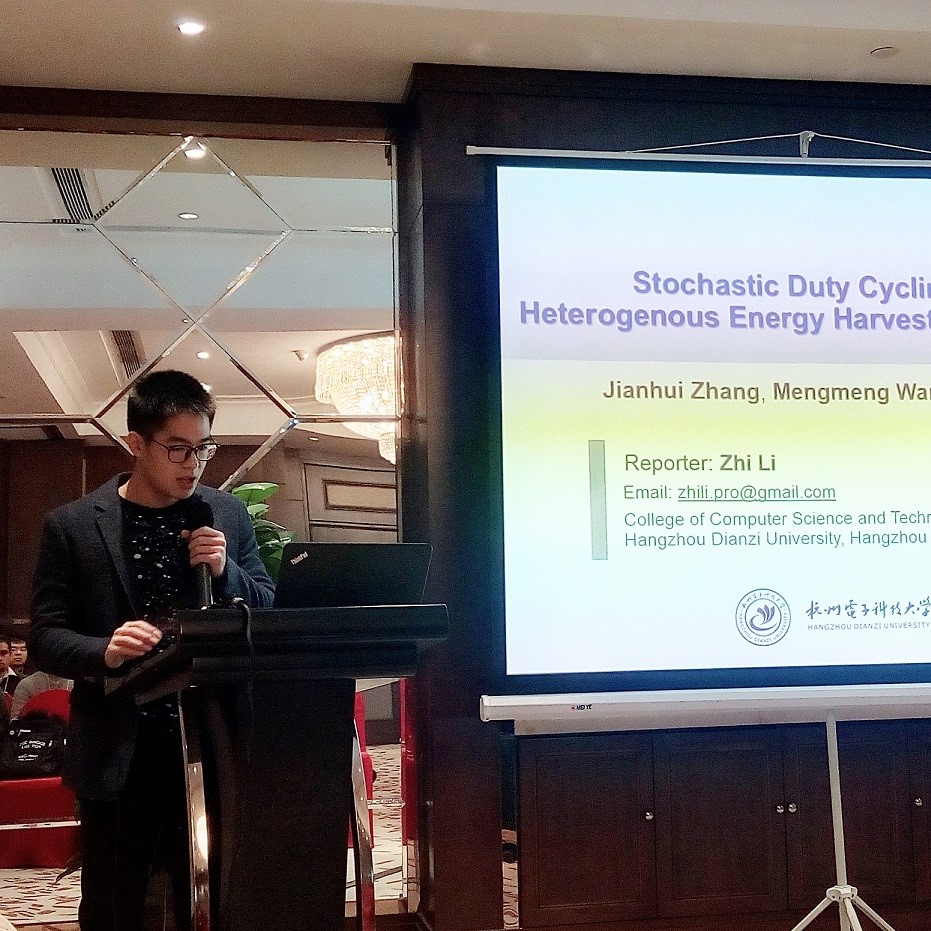 Stochastic Duty Cyclin
Heterogenous Energy Harvest
Jianhui Zhang, Mengmeng Wan
Reporter: Zhi Li
Email: zhili.pro@gmail.com
College of Computer Science and Techn
Hangzhou Dianzi University, Hangzhou
杭州電子科技大学
HANGZHOU DIANZI UNIVERSITY
ThinkPad
MEIYE